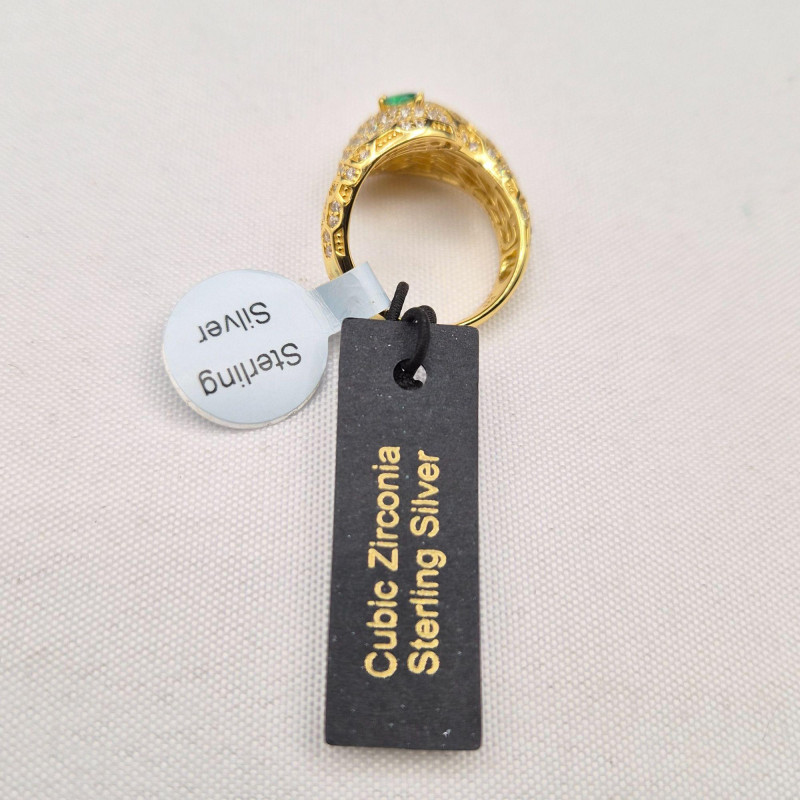 Sterling
Silver
Cubic Zirconia
Sterling Silver